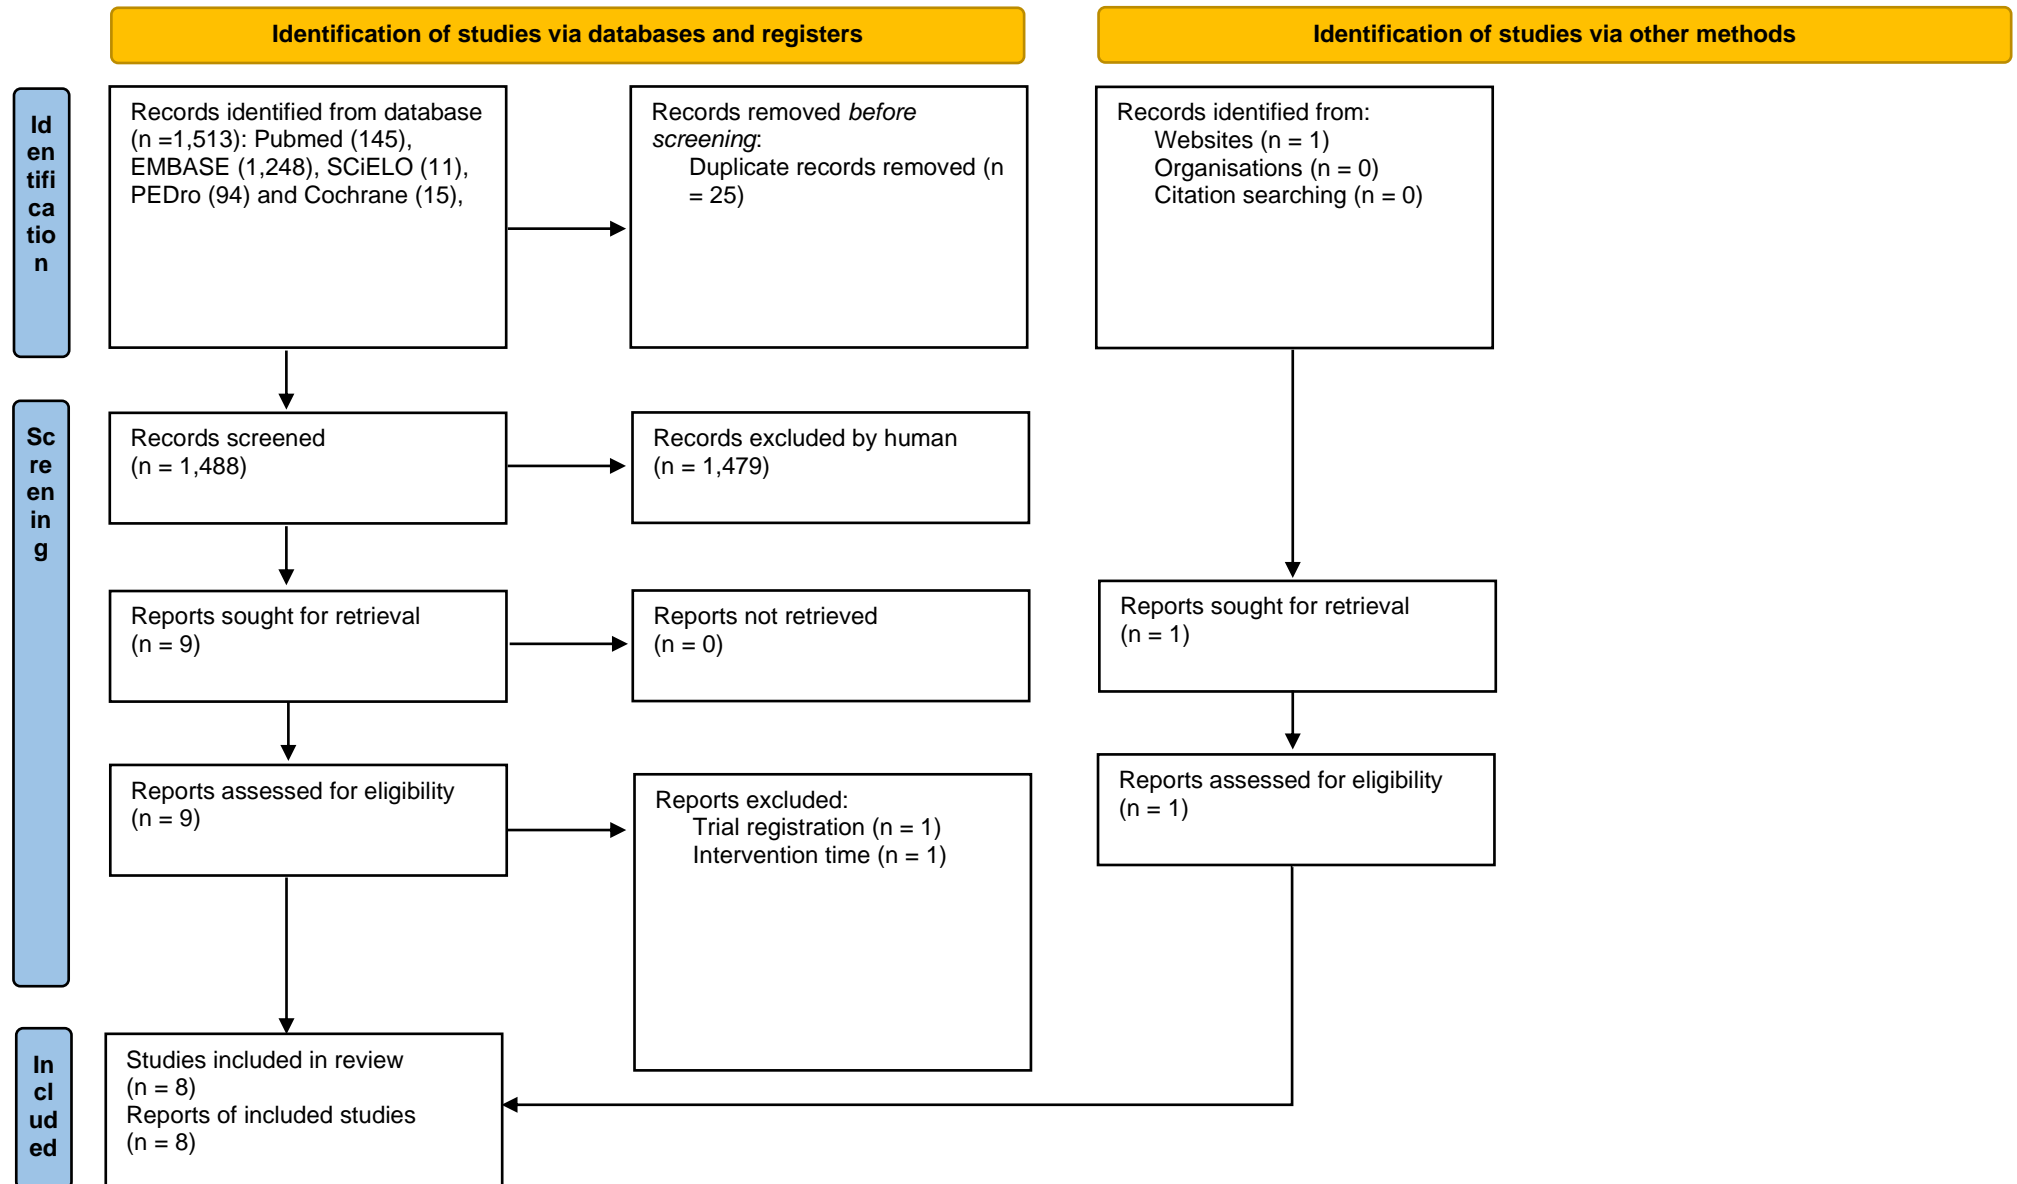 Identification of studies via databases and registers
Identification of studies via other methods
Id
en
tifi
ca
tio
n
Records identified from database
(n =1,513): Pubmed (145),
EMBASE (1,248), SCiELO (11),
PEDro (94) and Cochrane (15),
Records removed before
screening:
Duplicate records removed (n
= 25)
Records identified from:
Websites (n = 1)
Organisations (n = 0)
Citation searching (n = 0)
Sc
re
en
in
g
Records screened
(n = 1,488)
Records excluded by human
(n = 1,479)
Reports sought for retrieval
(n = 9)
Reports not retrieved
(n = 0)
Reports sought for retrieval
(n = 1)
Reports assessed for eligibility
(n = 9)
Reports excluded:
Trial registration (n = 1)
Intervention time (n = 1)
Reports assessed for eligibility
(n = 1)
In
cl
ud
ed
Studies included in review
(n = 8)
Reports of included studies
(n = 8)